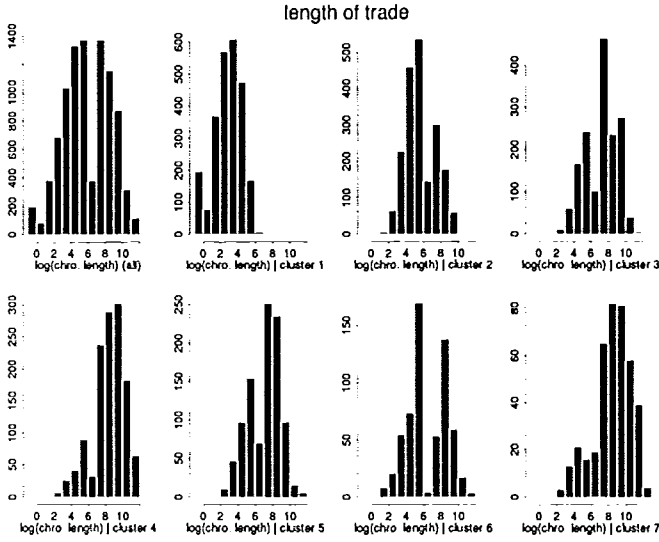 length of trade
0 200 400 600 800 1000 1400
0 2 4 6 8 10
log(chro. length) (all)
0 100 200 300 400 500 600
0 2 4 6 8 10
log(chro. length) | cluster 1
0 100 200 300 400 500
0 2 4 6 8 10
log(chro. length) | cluster 2
0 100 200 300 400
0 2 4 6 8 10
log(chro. length) | cluster 3
0 50 100 150 200 250 300
0 2 4 6 8 10
log(chro. length) | cluster 4
0 50 100 150 200 250
0 2 4 6 8 10
log(chro. length) | cluster 5
0 50 100 150
0 2 4 6 8 10
log(chro. length) | cluster 6
0 20 40 60 80
0 2 4 6 8 10
log(chro length) | cluster 7